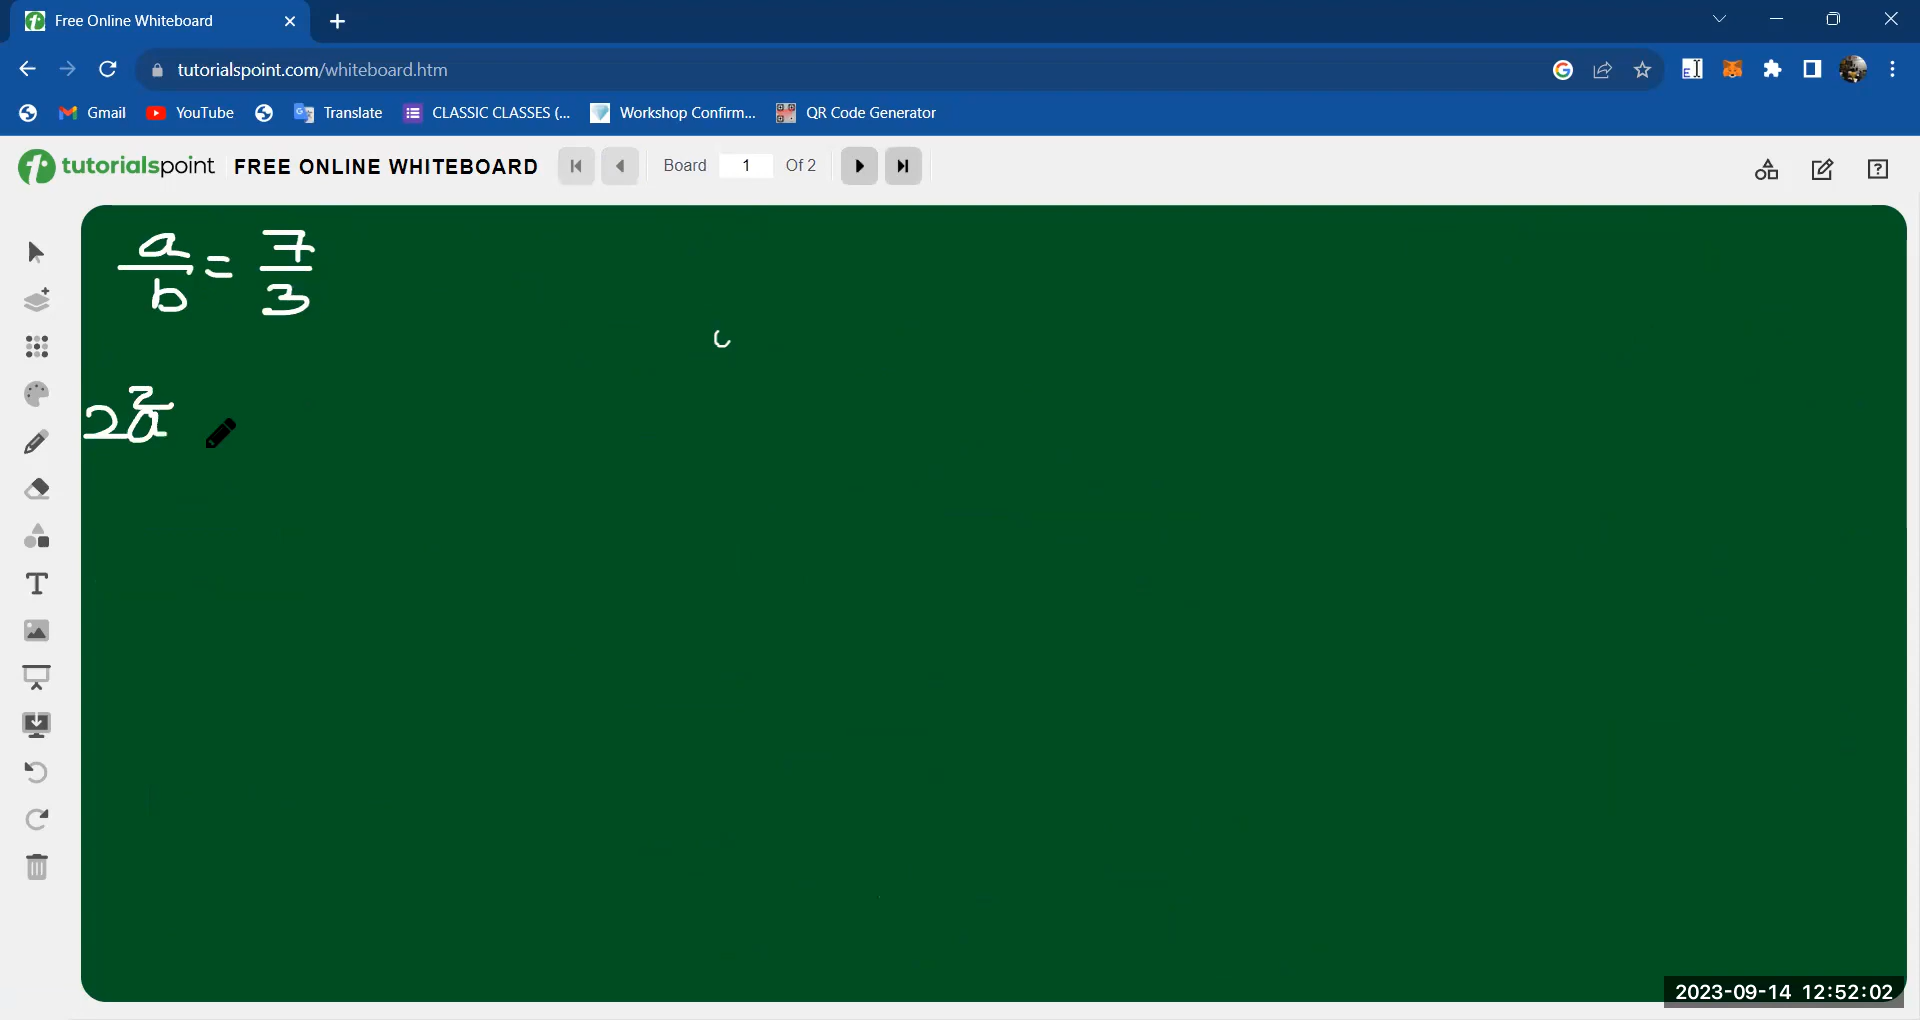 Free Online Whiteboard
tutorialspoint.com/whiteboard.htm
Gmail YouTube Translate CLASSIC CLASSES (... Workshop Confirm... QR Code Generator
tutorialspoint FREE ONLINE WHITEBOARD Board 1 Of 2
a/b = 7/3
2a²
2023-09-14 12:52:02